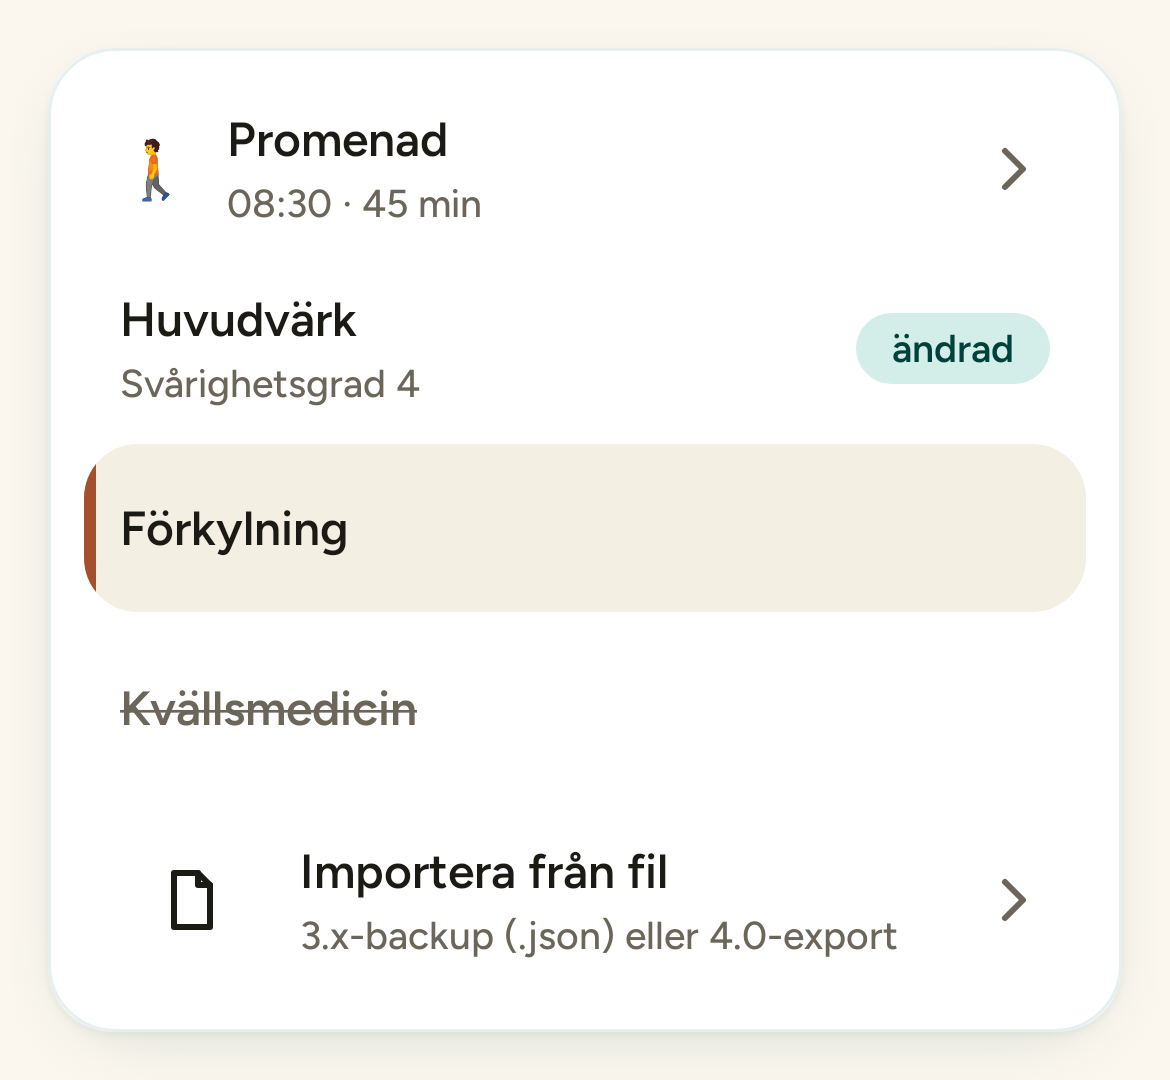 Promenad
08:30 · 45 min
Huvudvärk
Svårighetsgrad 4
ändrad
Förkylning
Kvällsmedicin
Importera från fil
3.x-backup (.json) eller 4.0-export